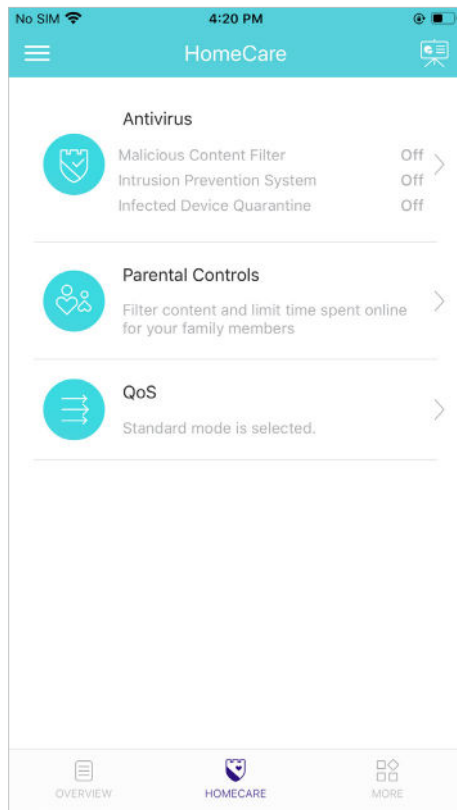 No SIM 4:20 PM
HomeCare
Antivirus
Malicious Content Filter Off
Intrusion Prevention System Off
Infected Device Quarantine Off
Parental Controls
Filter content and limit time spent online
for your family members
QoS
Standard mode is selected.
OVERVIEW HOMECARE MORE